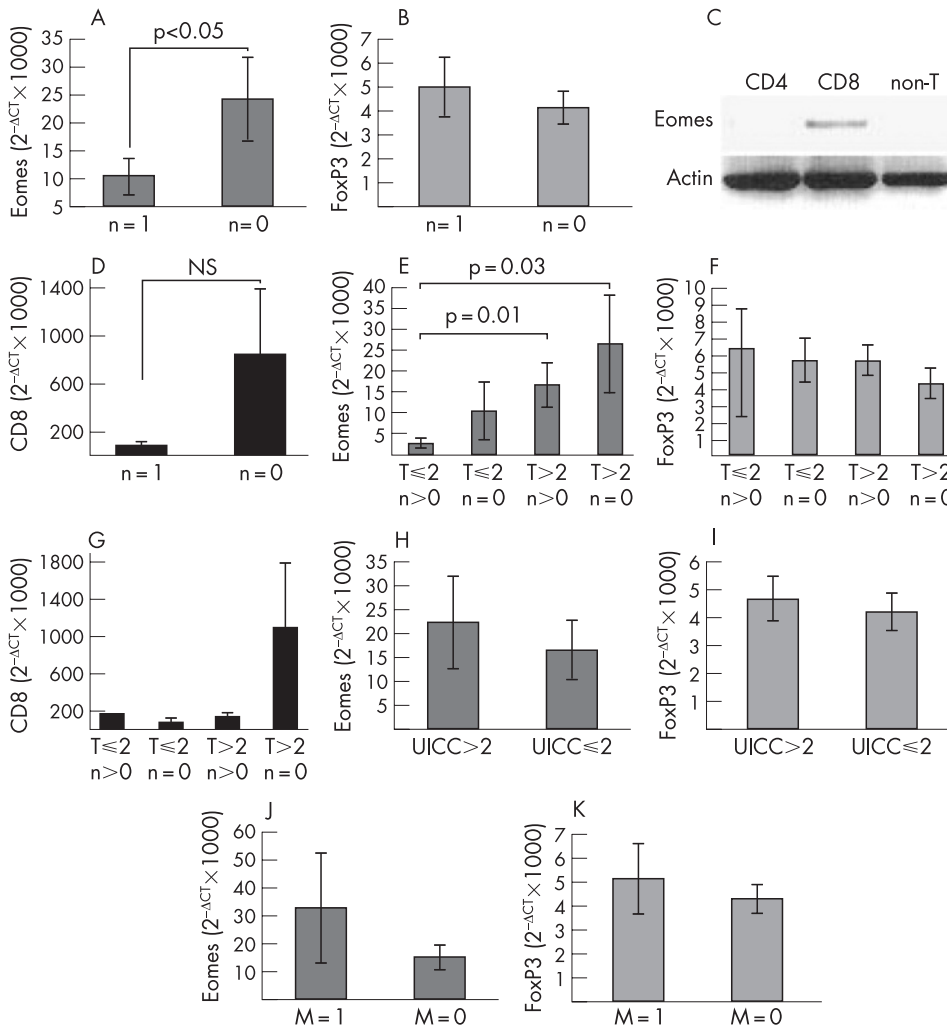 A
Eomes (2⁻ΔCT×1000)
35
30
25
20
15
10
5
p<0.05
n=1 n=0
B
FoxP3 (2⁻ΔCT×1000)
7
6
5
4
3
2
1
n=1 n=0
C
CD4 CD8 non-T
Eomes
Actin
D
CD8 (2⁻ΔCT×1000)
1400
1000
600
200
NS
n=1 n=0
E
Eomes (2⁻ΔCT×1000)
40
35
30
25
20
15
10
5
p=0.03
p=0.01
T⩽2 T⩽2 T>2 T>2
n>0 n=0 n>0 n=0
F
FoxP3 (2⁻ΔCT×1000)
10
9
8
7
6
5
4
3
2
1
T⩽2 T⩽2 T>2 T>2
n>0 n=0 n>0 n=0
G
CD8 (2⁻ΔCT×1000)
1800
1400
1000
600
200
T⩽2 T⩽2 T>2 T>2
n>0 n=0 n>0 n=0
H
Eomes (2⁻ΔCT×1000)
35
30
25
20
15
10
5
UICC>2 UICC⩽2
I
FoxP3 (2⁻ΔCT×1000)
6
5
4
3
2
1
UICC>2 UICC⩽2
J
Eomes (2⁻ΔCT×1000)
60
50
40
30
20
10
M=1 M=0
K
FoxP3 (2⁻ΔCT×1000)
7
6
5
4
3
2
1
M=1 M=0